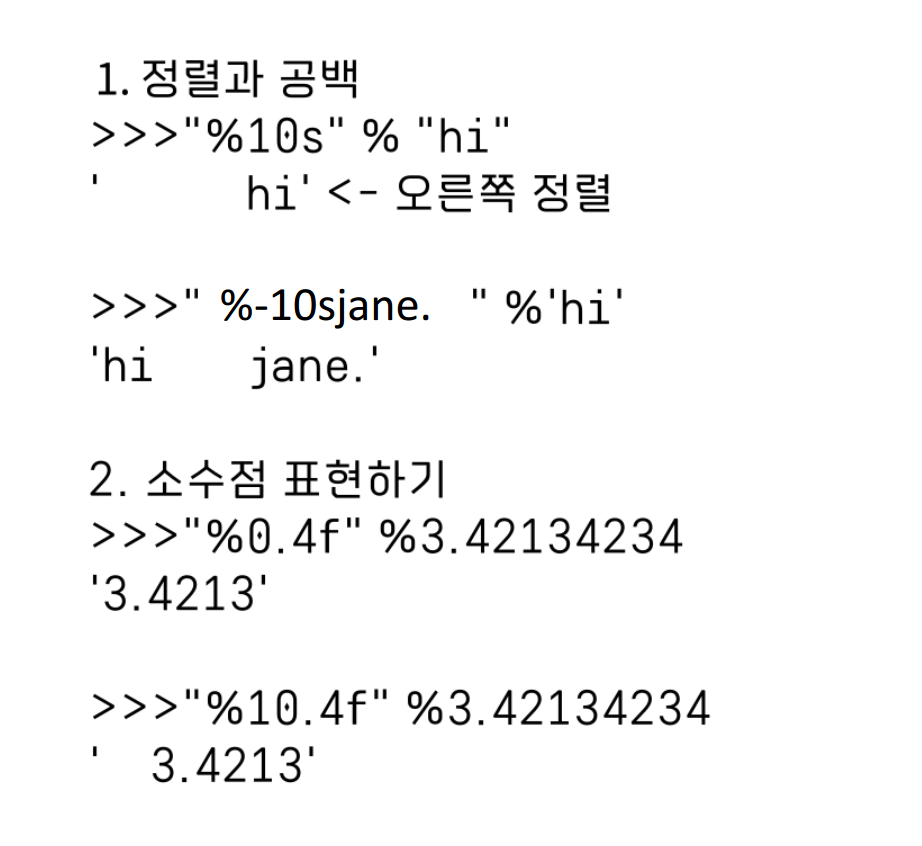 1. 정렬과 공백
>>>"%10s" % "hi"
'        hi' <- 오른쪽 정렬
>>>" %-10sjane.   " %'hi'
'hi     jane.'
2. 소수점 표현하기
>>>"%0.4f" %3.42134234
'3.4213'
>>>"%10.4f" %3.42134234
'   3.4213'